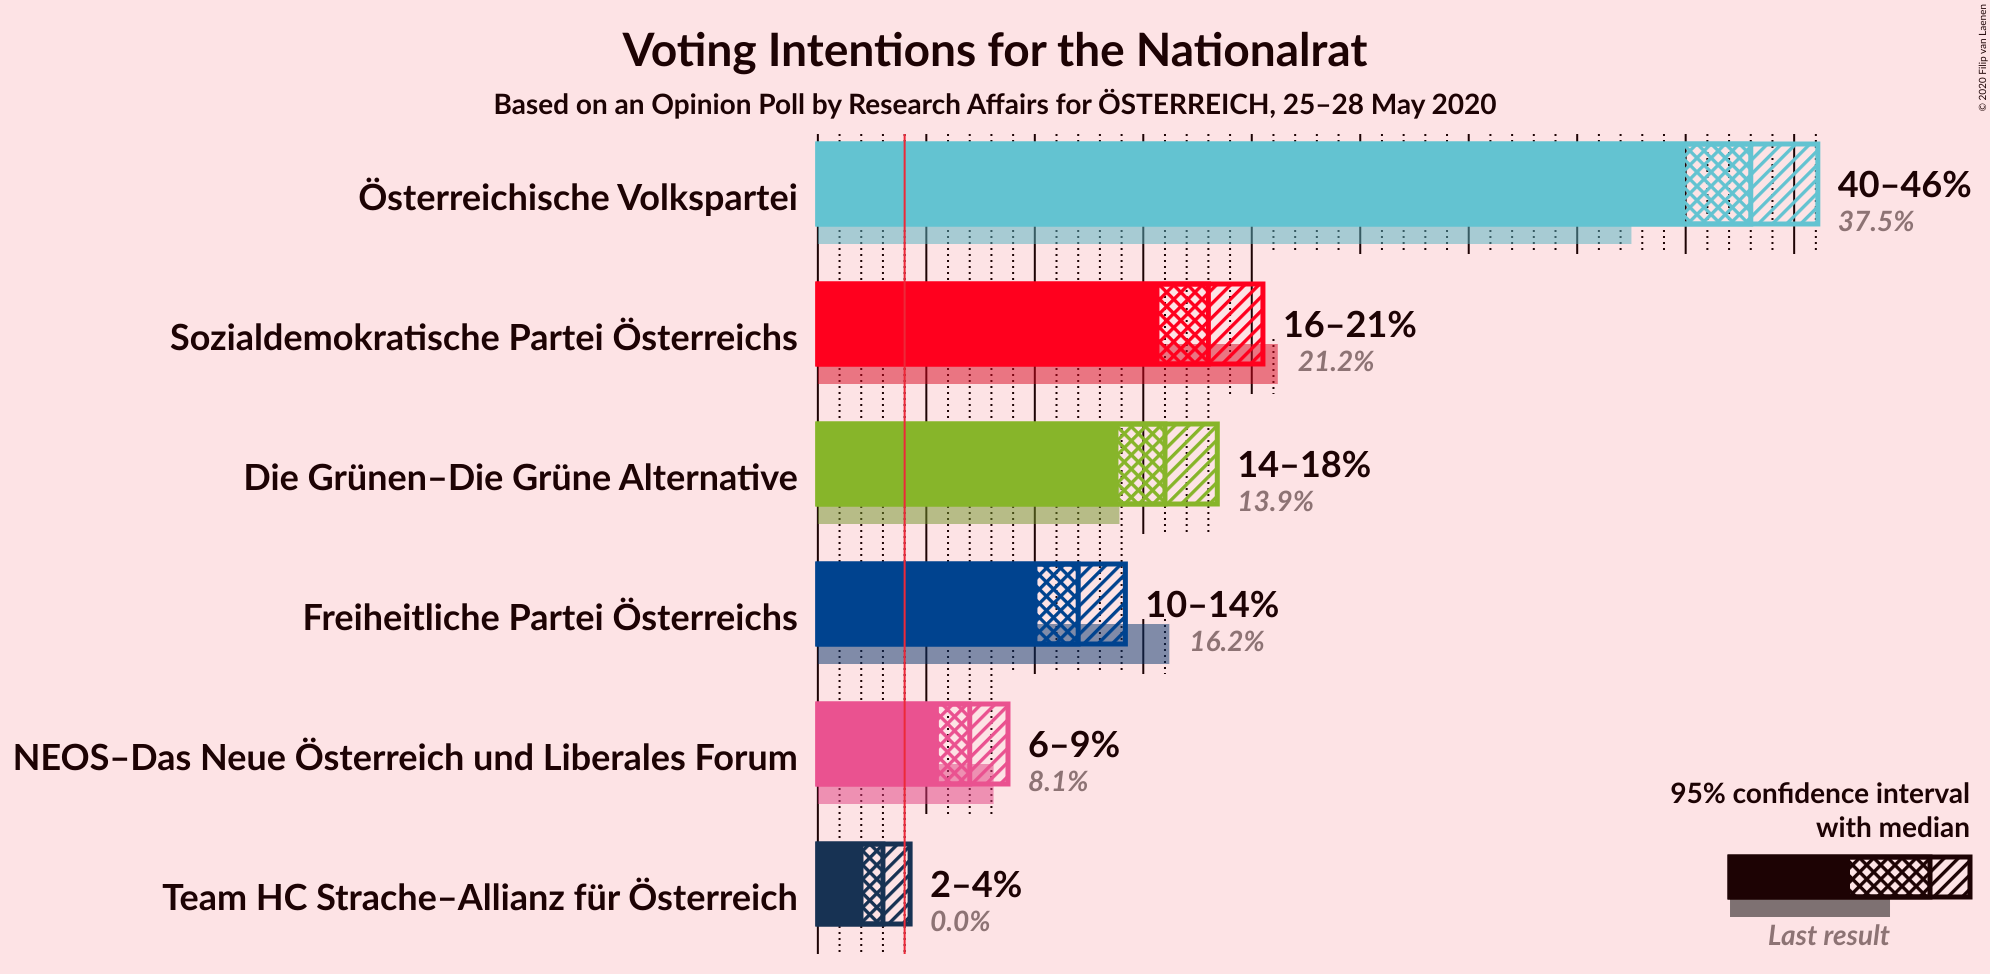 Voting Intentions for the Nationalrat
Based on an Opinion Poll by Research Affairs for ÖSTERREICH, 25–28 May 2020
© 2020 Filip van Laenen
Österreichische Volkspartei
40–46%
37.5%
Sozialdemokratische Partei Österreichs
16–21%
21.2%
Die Grünen–Die Grüne Alternative
14–18%
13.9%
Freiheitliche Partei Österreichs
10–14%
16.2%
NEOS–Das Neue Österreich und Liberales Forum
6–9%
8.1%
Team HC Strache–Allianz für Österreich
2–4%
0.0%
95% confidence interval
with median
Last result